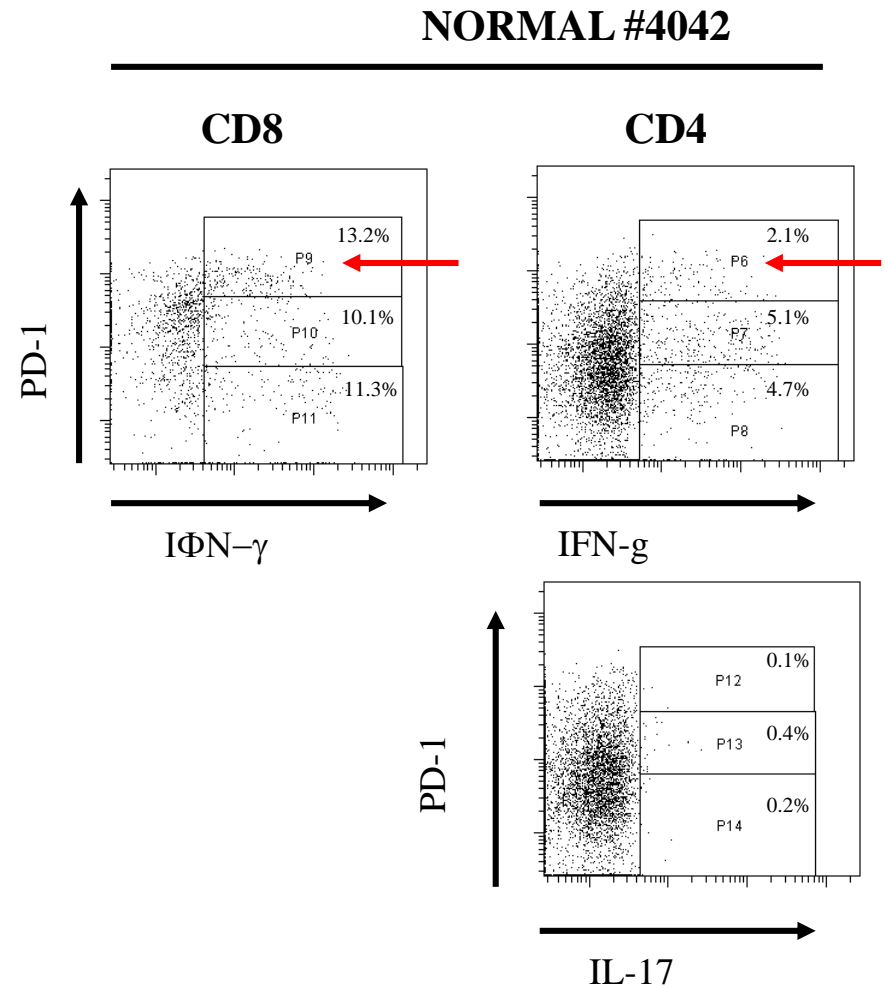 NORMAL #4042
CD8
CD4
13.2%
P9
10.1%
P10
11.3%
P11
PD-1
IΦN–γ
2.1%
P6
5.1%
P7
4.7%
P8
IFN-g
0.1%
P12
0.4%
P13
0.2%
P14
PD-1
IL-17